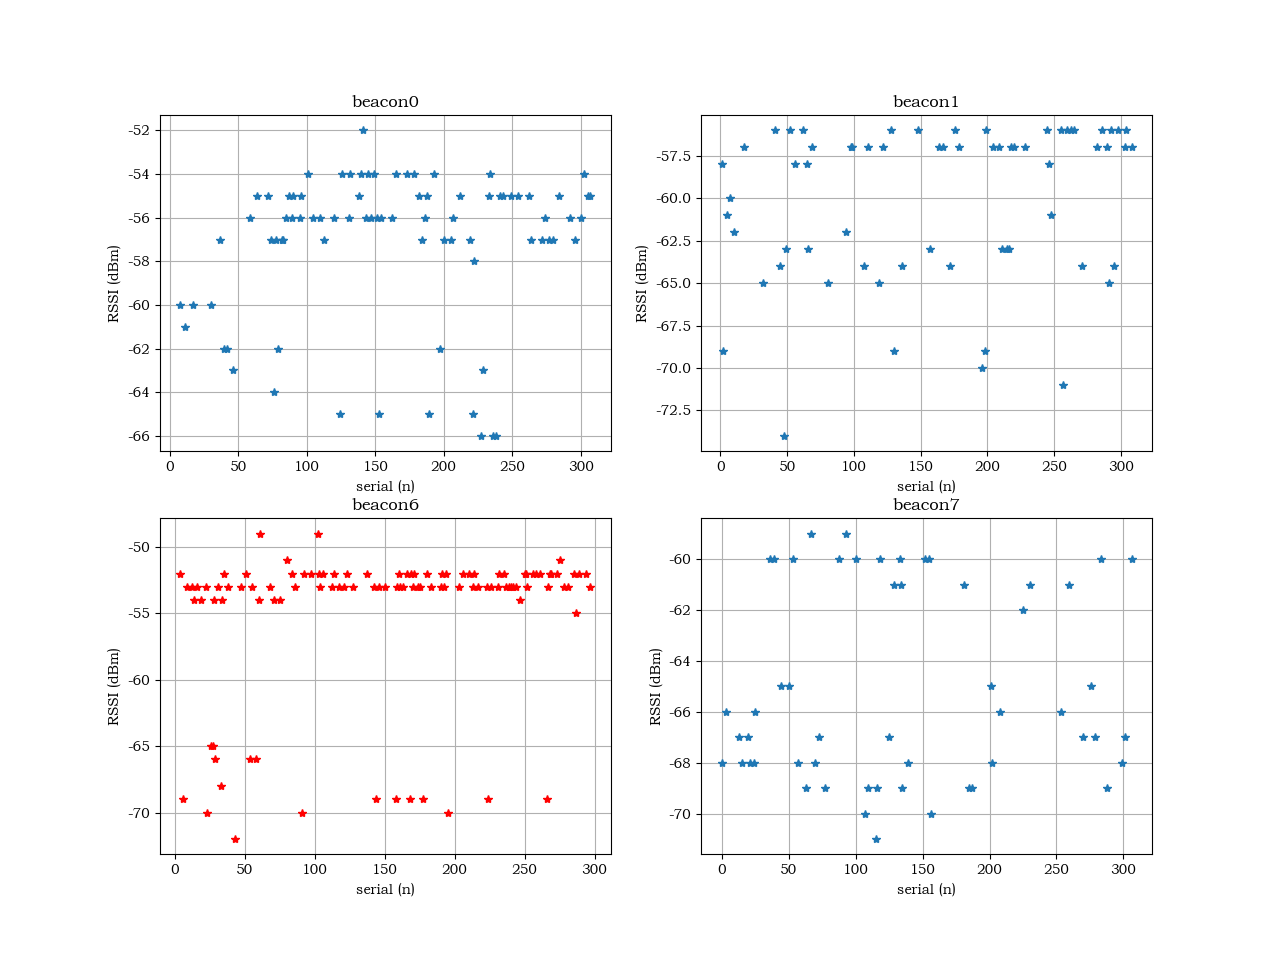 beacon0
-52
-54
-56
-58
-60
-62
-64
-66
RSSI (dBm)
0 50 100 150 200 250 300
serial (n)
beacon1
-57.5
-60.0
-62.5
-65.0
-67.5
-70.0
-72.5
RSSI (dBm)
0 50 100 150 200 250 300
serial (n)
beacon6
-50
-55
-60
-65
-70
RSSI (dBm)
0 50 100 150 200 250 300
serial (n)
beacon7
-60
-62
-64
-66
-68
-70
RSSI (dBm)
0 50 100 150 200 250 300
serial (n)